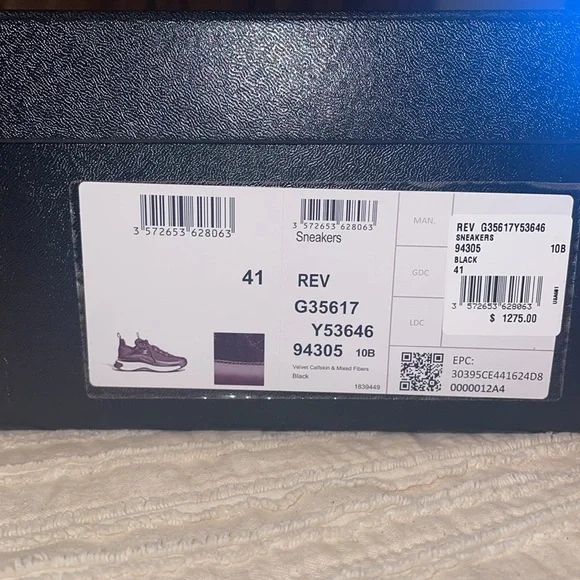 3 572653 628063
41
3 572653 628063
Sneakers
REV
G35617
Y53646
94305 10B
Velvet Calfskin & Mixed Fibers
Black
1839449
MAN.
GDC
LDC
REV G35617Y53646
SNEAKERS
94305 10B
BLACK
41
3 572653 628063
USA681
$ 1275.00
EPC:
30395CE441624D8
0000012A4